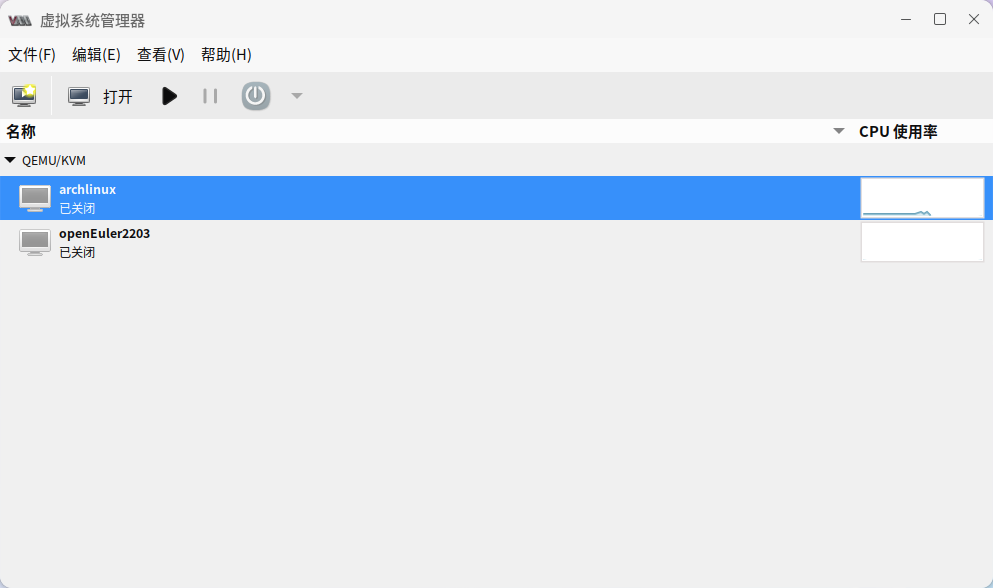 虚拟系统管理器
文件(F) 编辑(E) 查看(V) 帮助(H)
打开
名称 CPU 使用率
QEMU/KVM
archlinux
已关闭
openEuler2203
已关闭